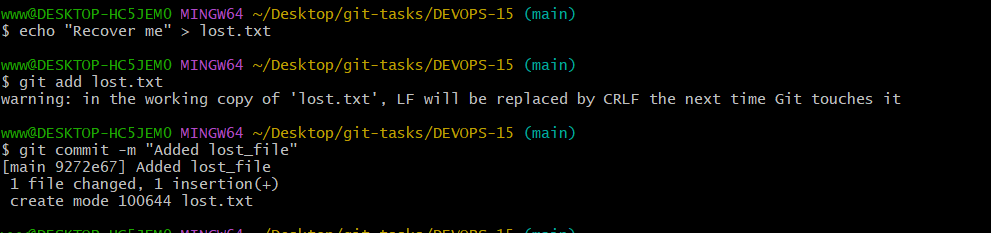 www@DESKTOP-HC5JEM0 MINGW64 ~/Desktop/git-tasks/DEVOPS-15 (main)
$ echo "Recover me" > lost.txt
www@DESKTOP-HC5JEM0 MINGW64 ~/Desktop/git-tasks/DEVOPS-15 (main)
$ git add lost.txt
warning: in the working copy of 'lost.txt', LF will be replaced by CRLF the next time Git touches it
www@DESKTOP-HC5JEM0 MINGW64 ~/Desktop/git-tasks/DEVOPS-15 (main)
$ git commit -m "Added lost_file"
[main 9272e67] Added lost_file
 1 file changed, 1 insertion(+)
 create mode 100644 lost.txt